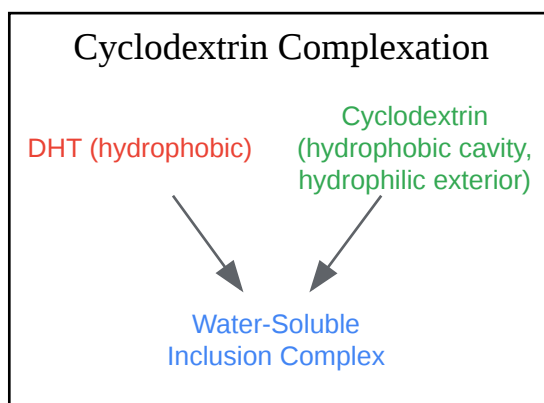 Cyclodextrin Complexation
DHT (hydrophobic)
Cyclodextrin
(hydrophobic cavity,
hydrophilic exterior)
Water-Soluble
Inclusion Complex